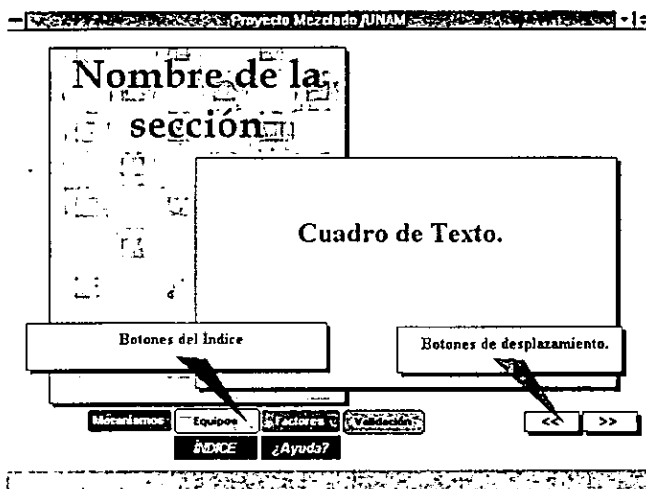 Proyecto Mezclado /UNAM
Nombre de la
sección
Cuadro de Texto.
Botones del Índice
Botones de desplazamiento.
Mecanismos Equipos Factores Validación << >>
ÍNDICE ¿Ayuda?